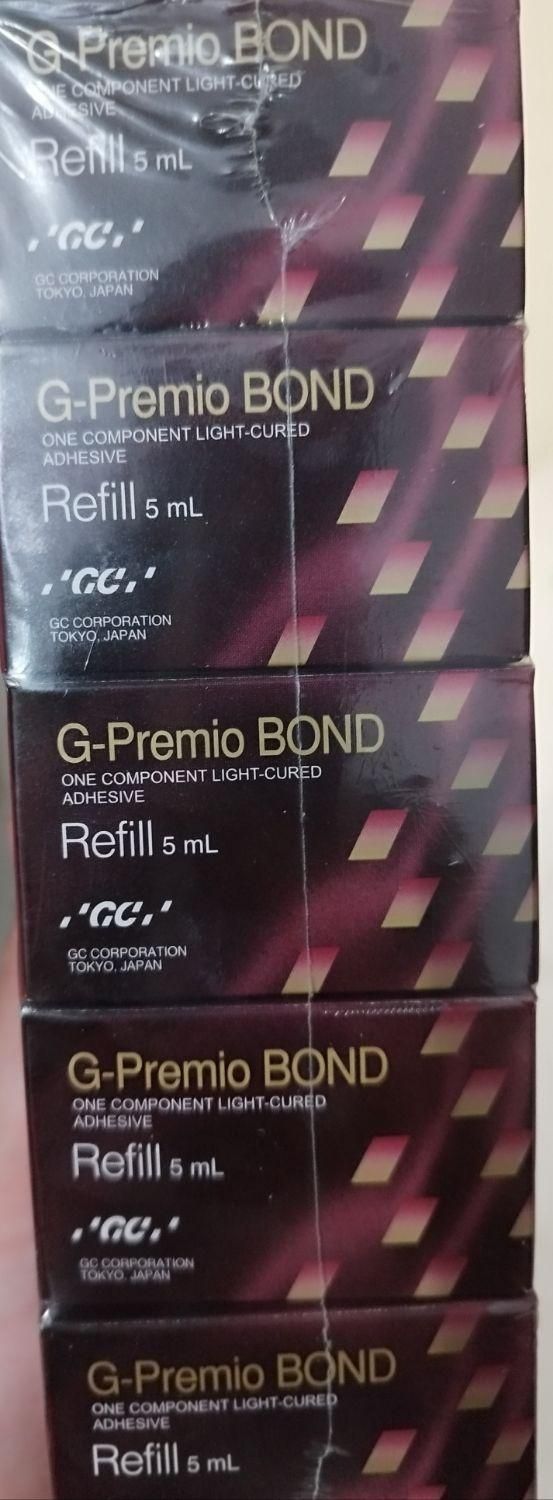 G-Premio BOND
ONE COMPONENT LIGHT-CURED
ADHESIVE
Refill 5 mL
GC
GC CORPORATION
TOKYO, JAPAN
G-Premio BOND
ONE COMPONENT LIGHT-CURED
ADHESIVE
Refill 5 mL
GC
GC CORPORATION
TOKYO, JAPAN
G-Premio BOND
ONE COMPONENT LIGHT-CURED
ADHESIVE
Refill 5 mL
GC
GC CORPORATION
TOKYO, JAPAN
G-Premio BOND
ONE COMPONENT LIGHT-CURED
ADHESIVE
Refill 5 mL
GC
GC CORPORATION
TOKYO, JAPAN
G-Premio BOND
ONE COMPONENT LIGHT-CURED
ADHESIVE
Refill 5 mL